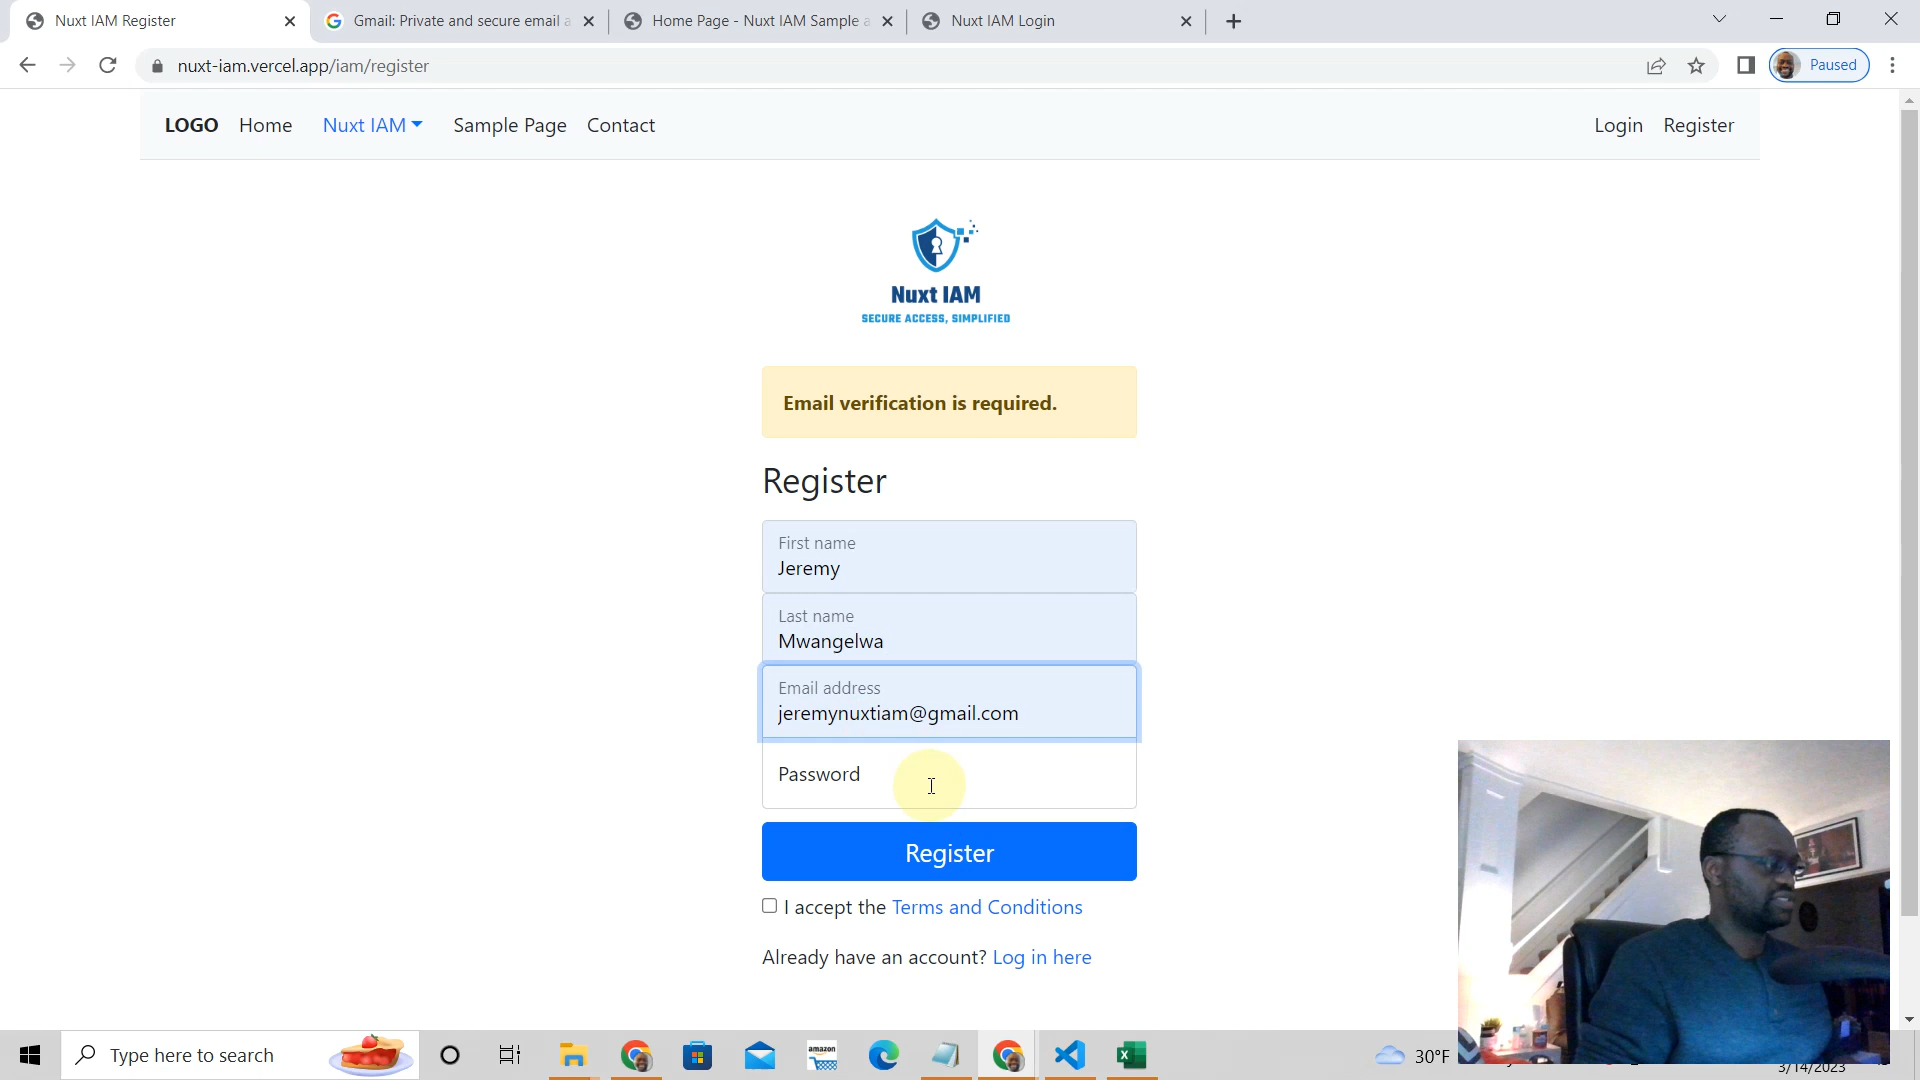 Nuxt IAM Register
Gmail: Private and secure email a
Home Page - Nuxt IAM Sample a
Nuxt IAM Login
nuxt-iam.vercel.app/iam/register
Paused
LOGO Home Nuxt IAM Sample Page Contact Login Register
Nuxt IAM
SECURE ACCESS, SIMPLIFIED
Email verification is required.
Register
First name
Jeremy
Last name
Mwangelwa
Email address
jeremynuxtiam@gmail.com
Password
Register
I accept the Terms and Conditions
Already have an account? Log in here
Type here to search
amazon
30°F
3/14/2023